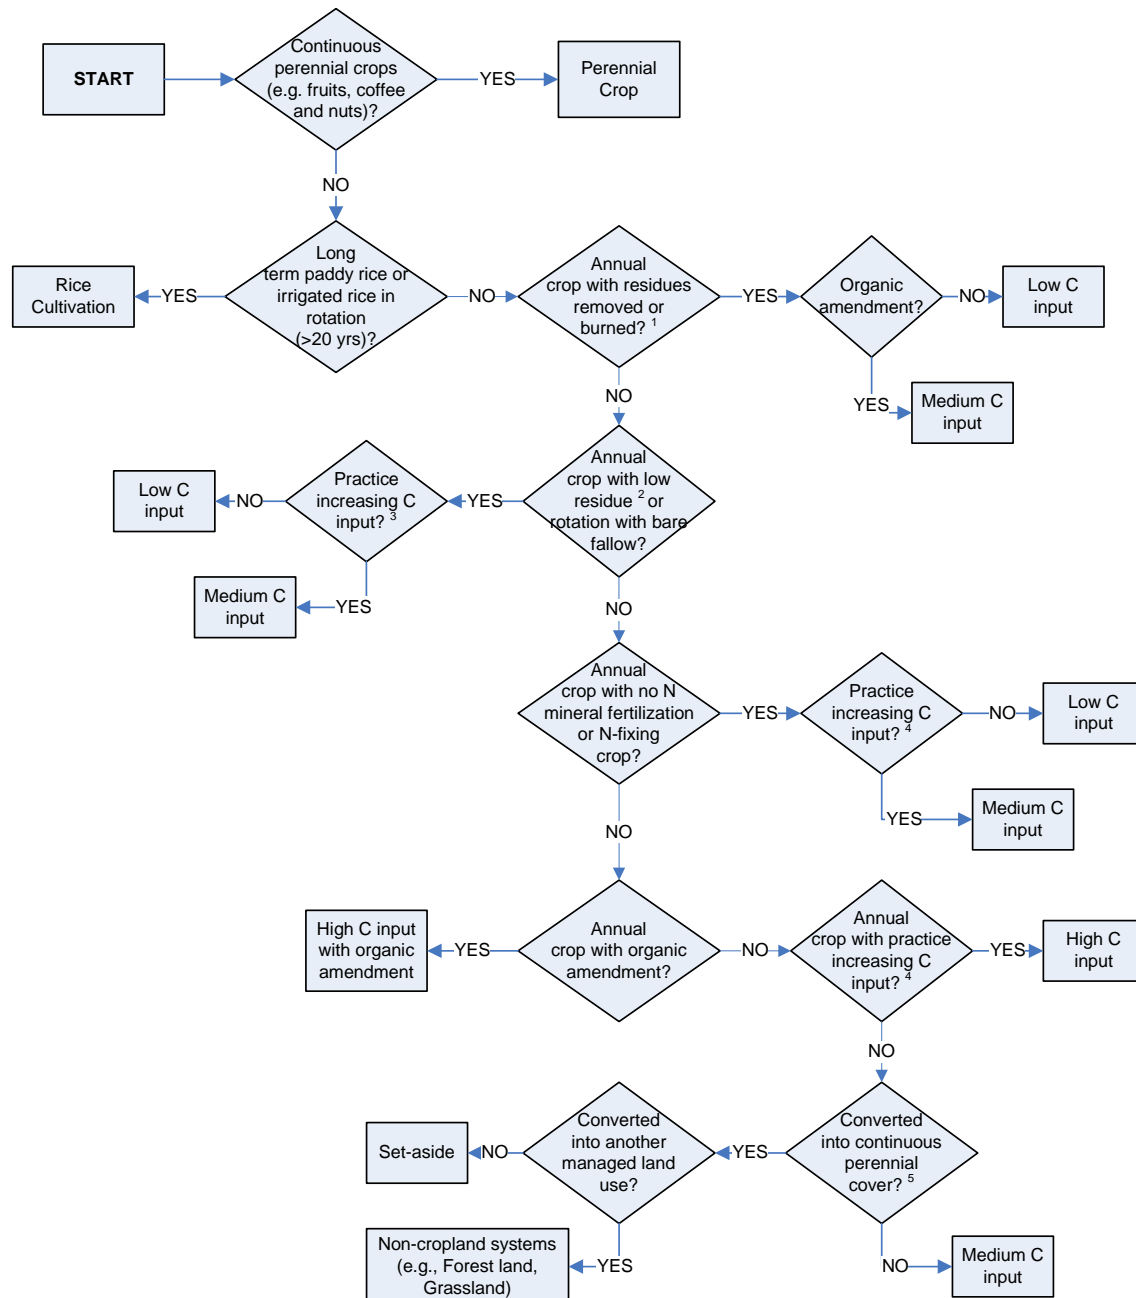 START
Continuous
perennial crops
(e.g. fruits, coffee
and nuts)?
YES
Perennial
Crop
NO
Long
term paddy rice or
irrigated rice in
rotation
(>20 yrs)?
YES
Rice
Cultivation
NO
Annual
crop with residues
removed or
burned? 1
YES
Organic
amendment?
NO
Low C
input
YES
Medium C
input
NO
Annual
crop with low
residue 2 or
rotation with bare
fallow?
YES
Practice
increasing C
input? 3
NO
Low C
input
YES
Medium C
input
NO
Annual
crop with no N
mineral fertilization
or N-fixing
crop?
YES
Practice
increasing C
input? 4
NO
Low C
input
YES
Medium C
input
NO
Annual
crop with organic
amendment?
YES
High C input
with organic
amendment
NO
Annual
crop with practice
increasing C
input? 4
YES
High C
input
NO
Converted
into continuous
perennial
cover? 5
YES
Converted
into another
managed land
use?
NO
Set-aside
YES
Non-cropland systems
(e.g., Forest land,
Grassland)
NO
Medium C
input